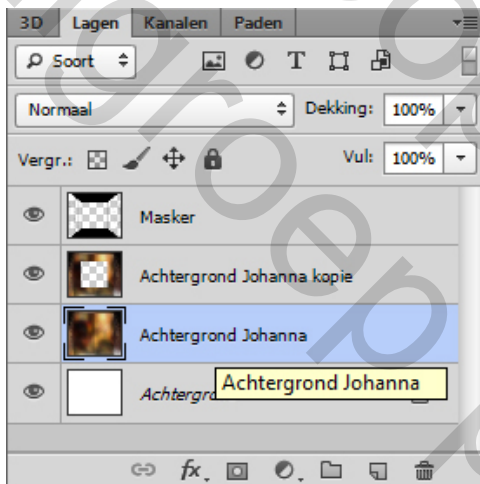 3D Lagen Kanalen Paden
Soort T
Normaal Dekking: 100%
Vergr.: Vul: 100%
Masker
Achtergrond Johanna kopie
Achtergrond Johanna
Achtergrond Johanna
fx